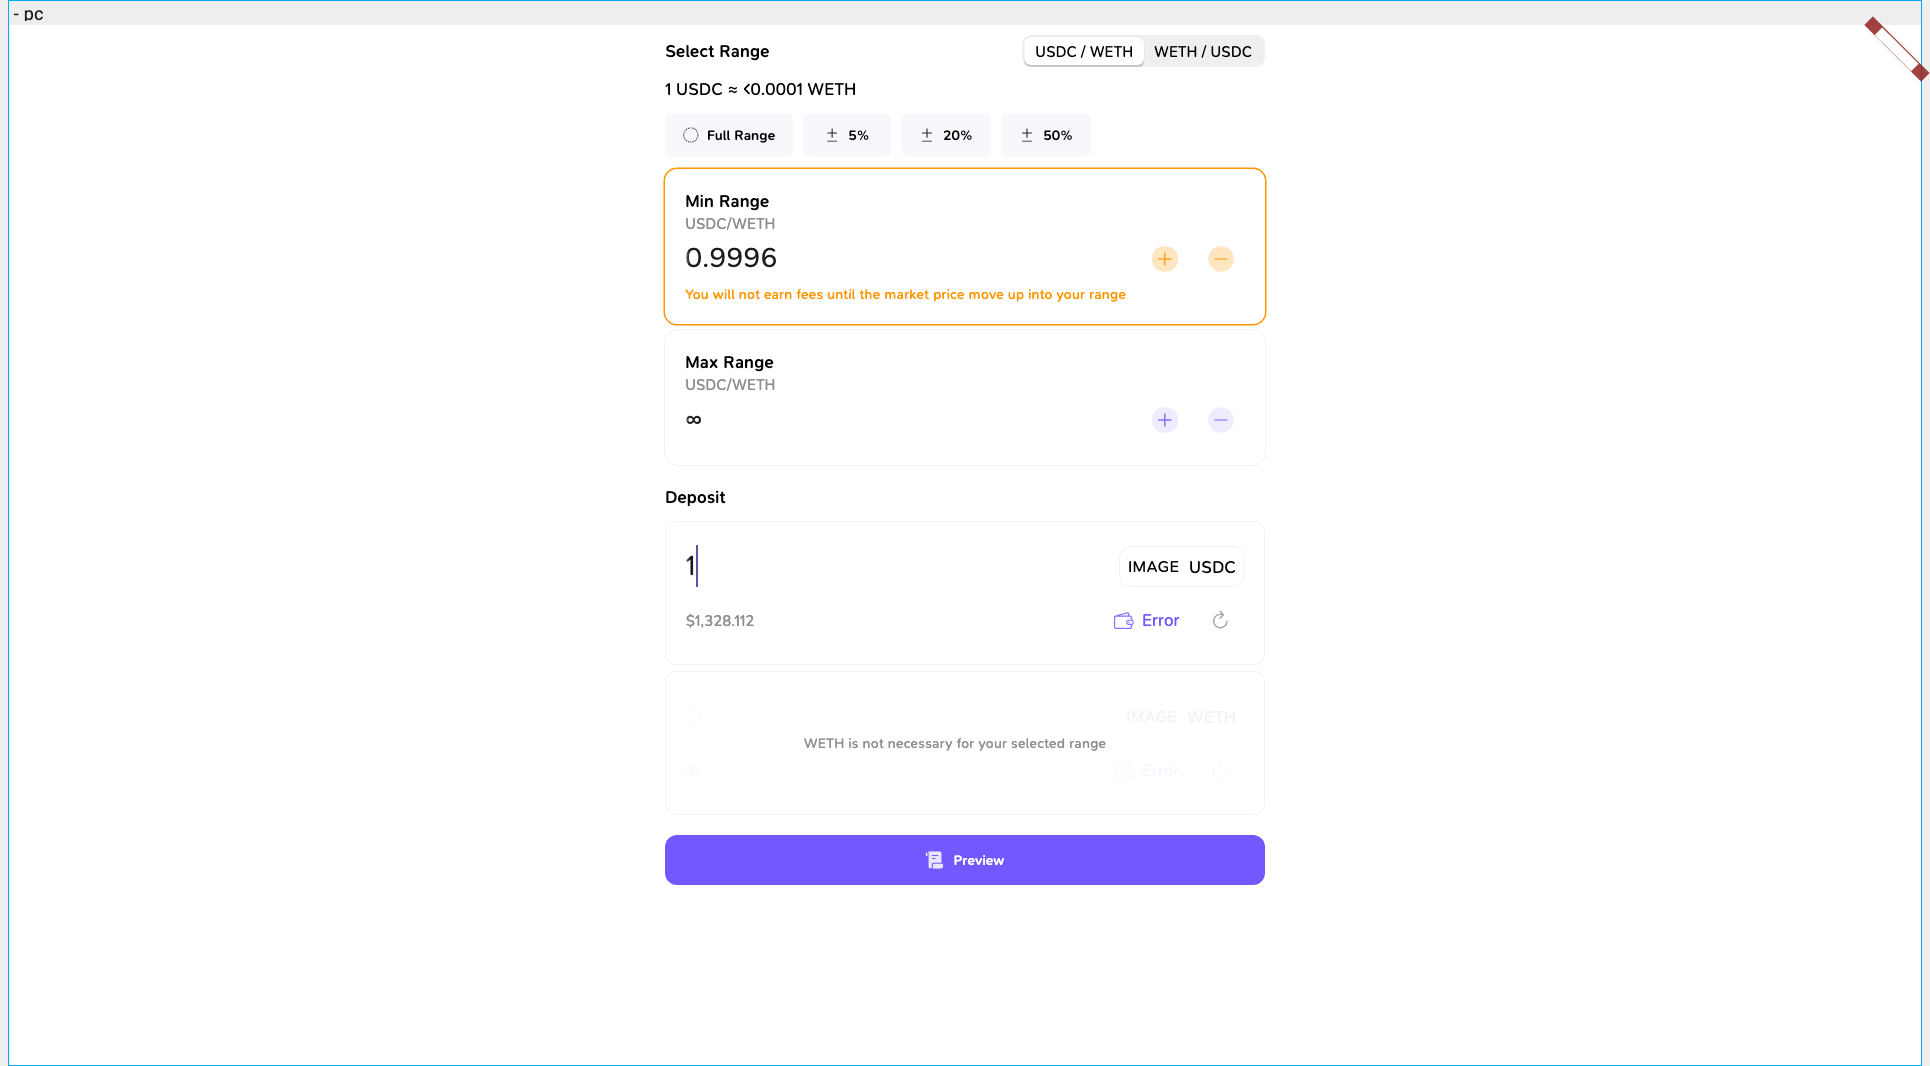 - pc
Select Range
USDC / WETH WETH / USDC
1 USDC ≈ <0.0001 WETH
Full Range ± 5% ± 20% ± 50%
Min Range
USDC/WETH
0.9996
You will not earn fees until the market price move up into your range
Max Range
USDC/WETH
∞
Deposit
1
IMAGE USDC
$1,328.112
Error
IMAGE WETH
WETH is not necessary for your selected range
Error
Preview